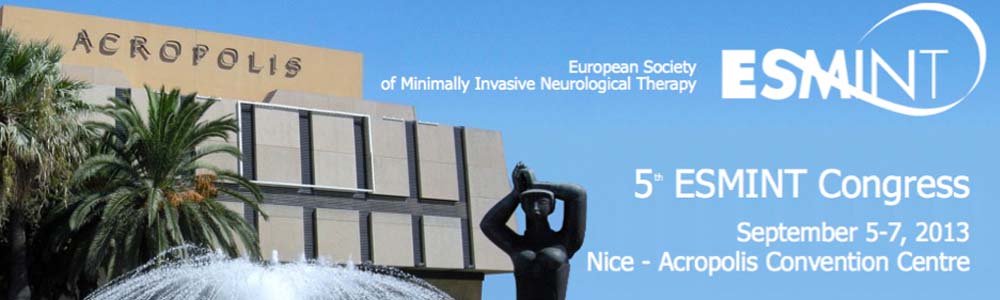 ACROPOLIS
European Society
of Minimally Invasive Neurological Therapy
ESMINT
5th ESMINT Congress
September 5-7, 2013
Nice - Acropolis Convention Centre